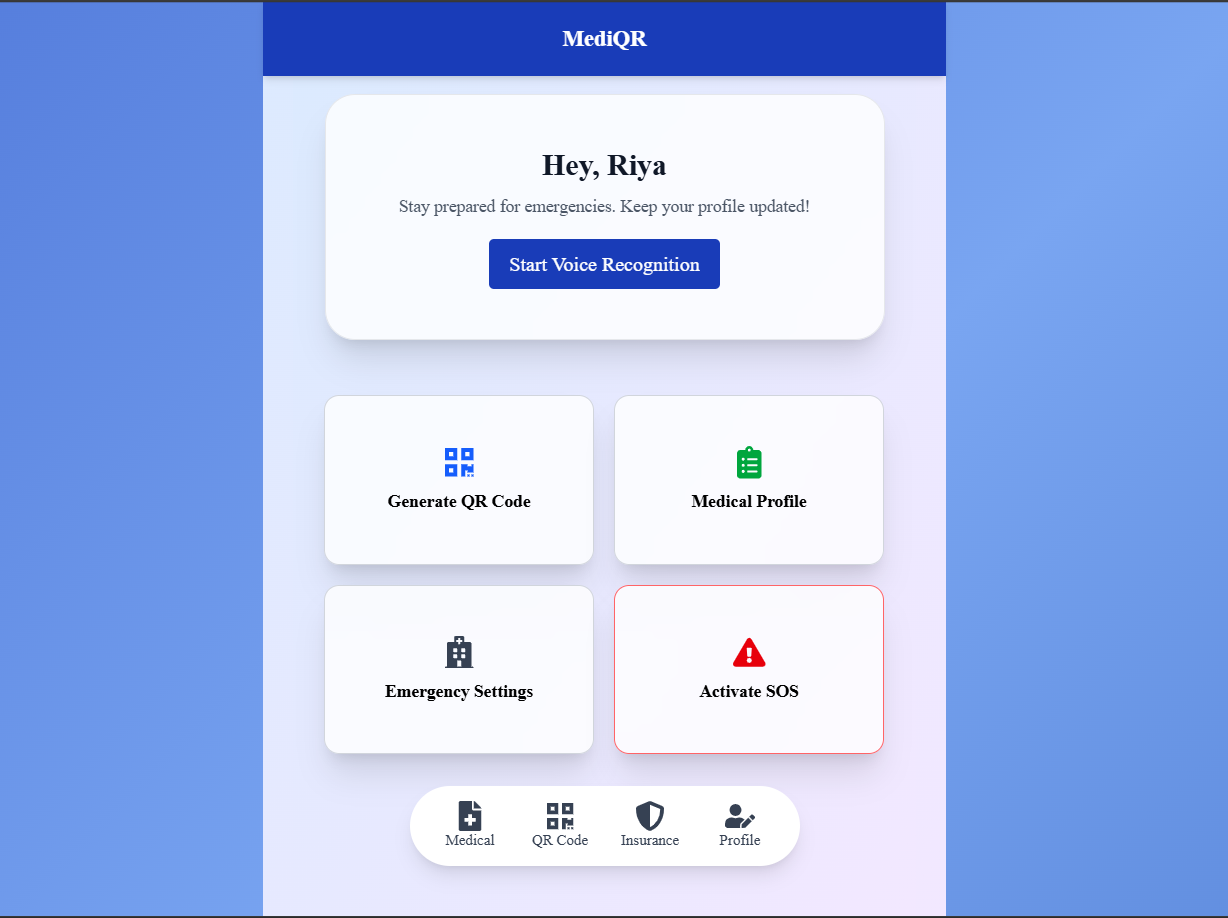 MediQR
Hey, Riya
Stay prepared for emergencies. Keep your profile updated!
Start Voice Recognition
Generate QR Code
Medical Profile
Emergency Settings
Activate SOS
Medical
QR Code
Insurance
Profile